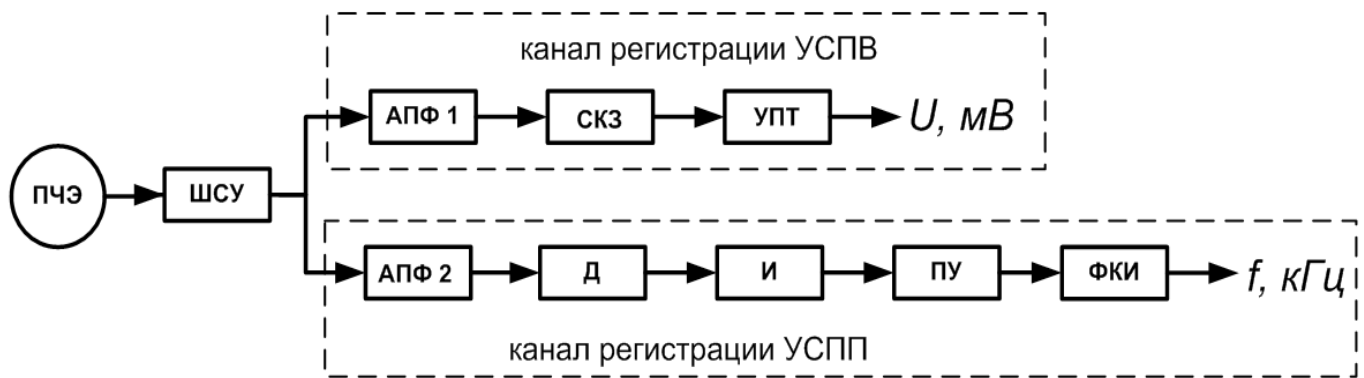 канал регистрации УСПВ
АПФ 1
СКЗ
УПТ
U, мВ
ПЧЭ
ШСУ
АПФ 2
Д
И
ПУ
ФКИ
f, кГц
канал регистрации УСПП